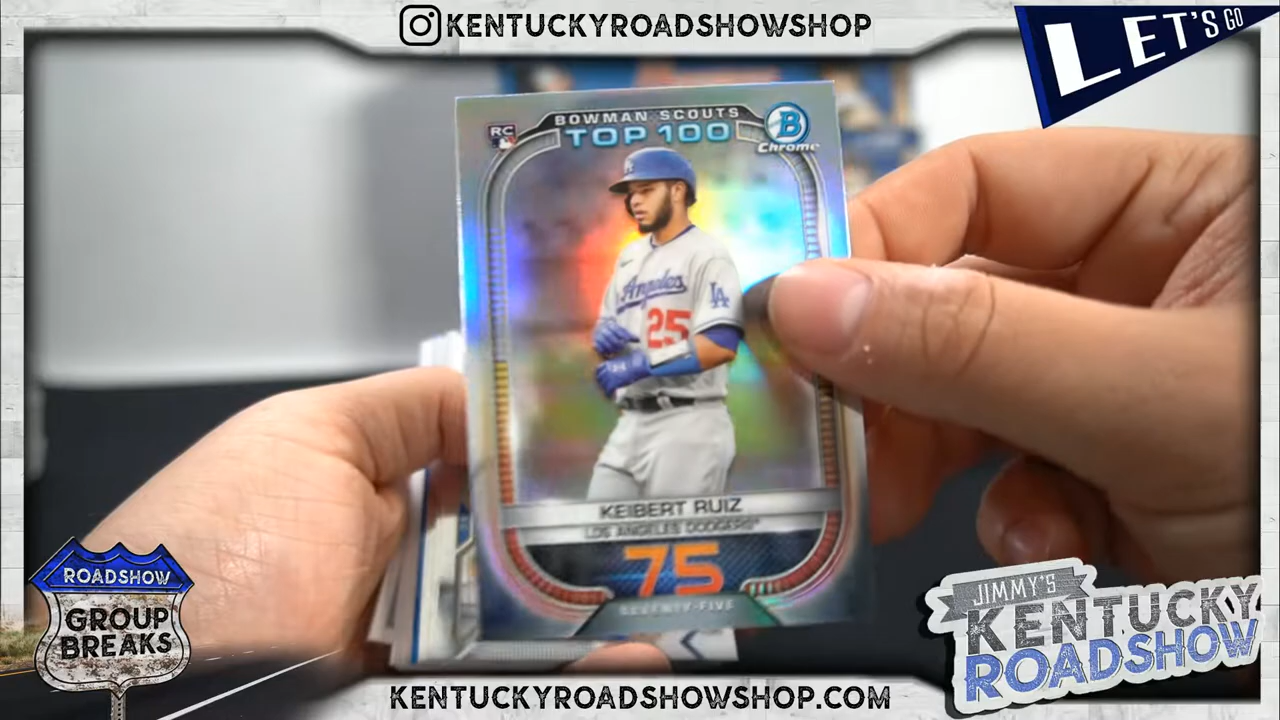 KENTUCKYROADSHOWSHOP
LET'S GO
BOWMAN SCOUTS
TOP 100
RC
B
Chrome
Angeles
LA
25
KEIBERT RUIZ
LOS ANGELES DODGERS
75
SEVENTY-FIVE
ROADSHOW
GROUP
BREAKS
JIMMY'S
KENTUCKY
ROADSHOW
KENTUCKYROADSHOWSHOP.COM